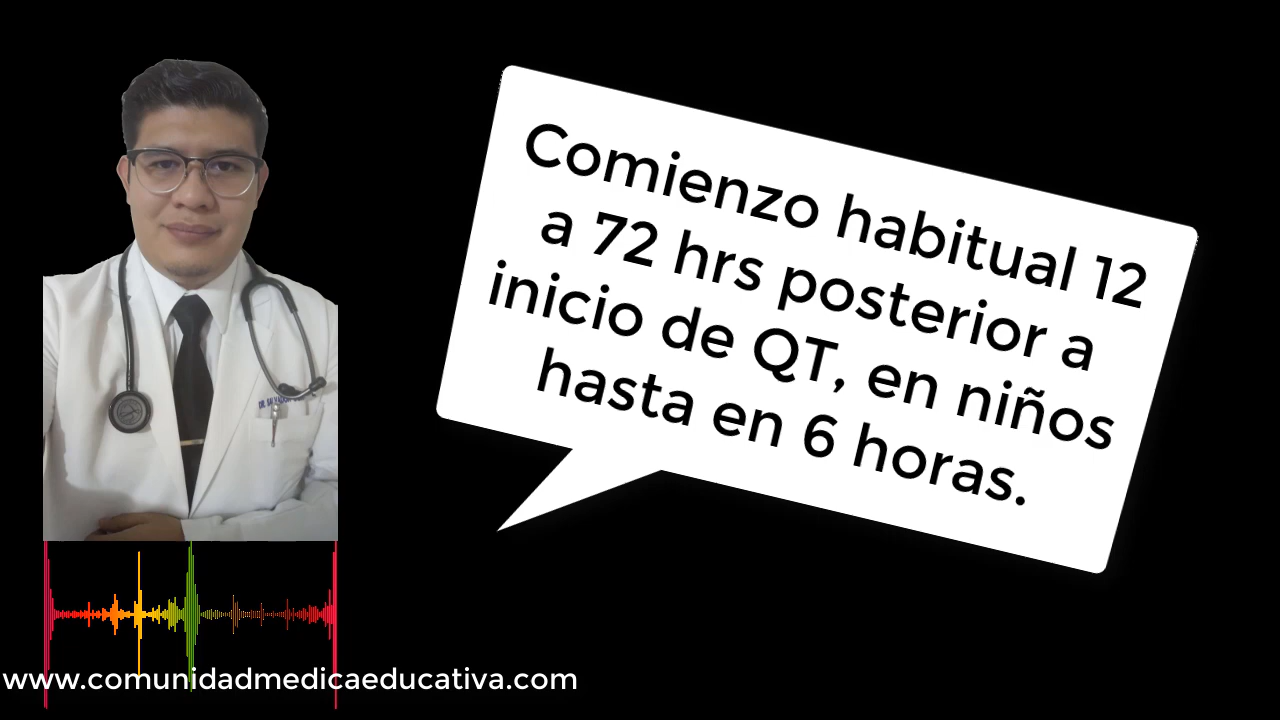 Comienzo habitual 12
a 72 hrs posterior a
inicio de QT, en niños
hasta en 6 horas.
www.comunidadmedicaeducativa.com